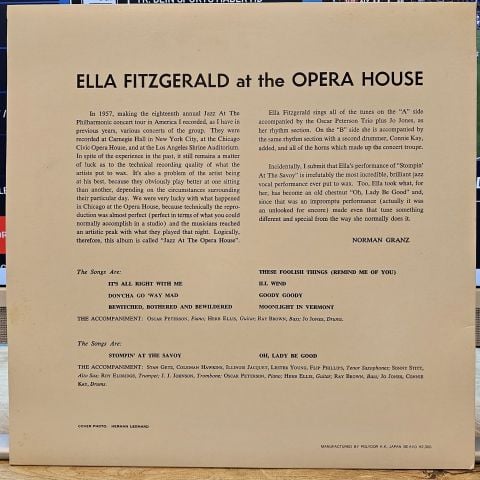 ELLA FITZGERALD at the OPERA HOUSE
In 1957, making the eighteenth annual Jazz At The
Philharmonic concert tour in America I recorded, as I have in
previous years, various concerts of the group. They were
recorded at Carnegie Hall in New York City, at the Chicago
Civic Opera House, and at the Los Angeles Shrine Auditorium.
In spite of the experience in the past, it still remains a matter
of luck as to the technical recording quality of what the
artists put to wax. It's also a problem of the artist being
at his best, because they obviously play better at one sitting
than another, depending on the circumstances surrounding
their particular day. We were very lucky with what happened
in Chicago at the Opera House, because technically the repro-
duction was almost perfect (perfect in terms of what you could
normally accomplish in a studio) and the musicians reached
an artistic peak with what they played that night. Logically,
therefore, this album is called "Jazz At The Opera House".
Ella Fitzgerald sings all of the tunes on the "A" side
accompanied by the Oscar Peterson Trio plus Jo Jones, as
her rhythm section. On the "B" side she is accompanied by
the same rhythm section with a second drummer, Connie Kay,
added, and all of the horns which made up the concert troupe.
Incidentally, I submit that Ella's performance of "Stompin'
At The Savoy" is irrefutably the most incredible, brilliant jazz
vocal performance ever put to wax. Too, Ella took what, for
her, has become an old chestnut "Oh, Lady Be Good" and,
since that was an impromptu performance (actually it was
an unlooked for encore) made even that tune something
different and special from the way she normally does it.
NORMAN GRANZ
The Songs Are:
IT'S ALL RIGHT WITH ME
DON'CHA GO 'WAY MAD
BEWITCHED, BOTHERED AND BEWILDERED
THESE FOOLISH THINGS (REMIND ME OF YOU)
ILL WIND
GOODY GOODY
MOONLIGHT IN VERMONT
THE ACCOMPANIMENT: OSCAR PETERSON, Piano; HERB ELLIS, Guitar; RAY BROWN, Bass; JO JONES, Drums.
The Songs Are:
STOMPIN' AT THE SAVOY
OH, LADY BE GOOD
THE ACCOMPANIMENT: STAN GETZ, COLEMAN HAWKINS, ILLINOIS JACQUET, LESTER YOUNG, FLIP PHILLIPS, Tenor Saxophones; SONNY STITT,
Alto Sax; ROY ELDRIDGE, Trumpet; J. J. JOHNSON, Trombone; OSCAR PETERSON, Piano; HERB ELLIS, Guitar; RAY BROWN, Bass; JO JONES, CONNIE
KAY, Drums.
COVER PHOTO: HERMAN LEONARD
MANUFACTURED BY POLYDOR K.K., JAPAN